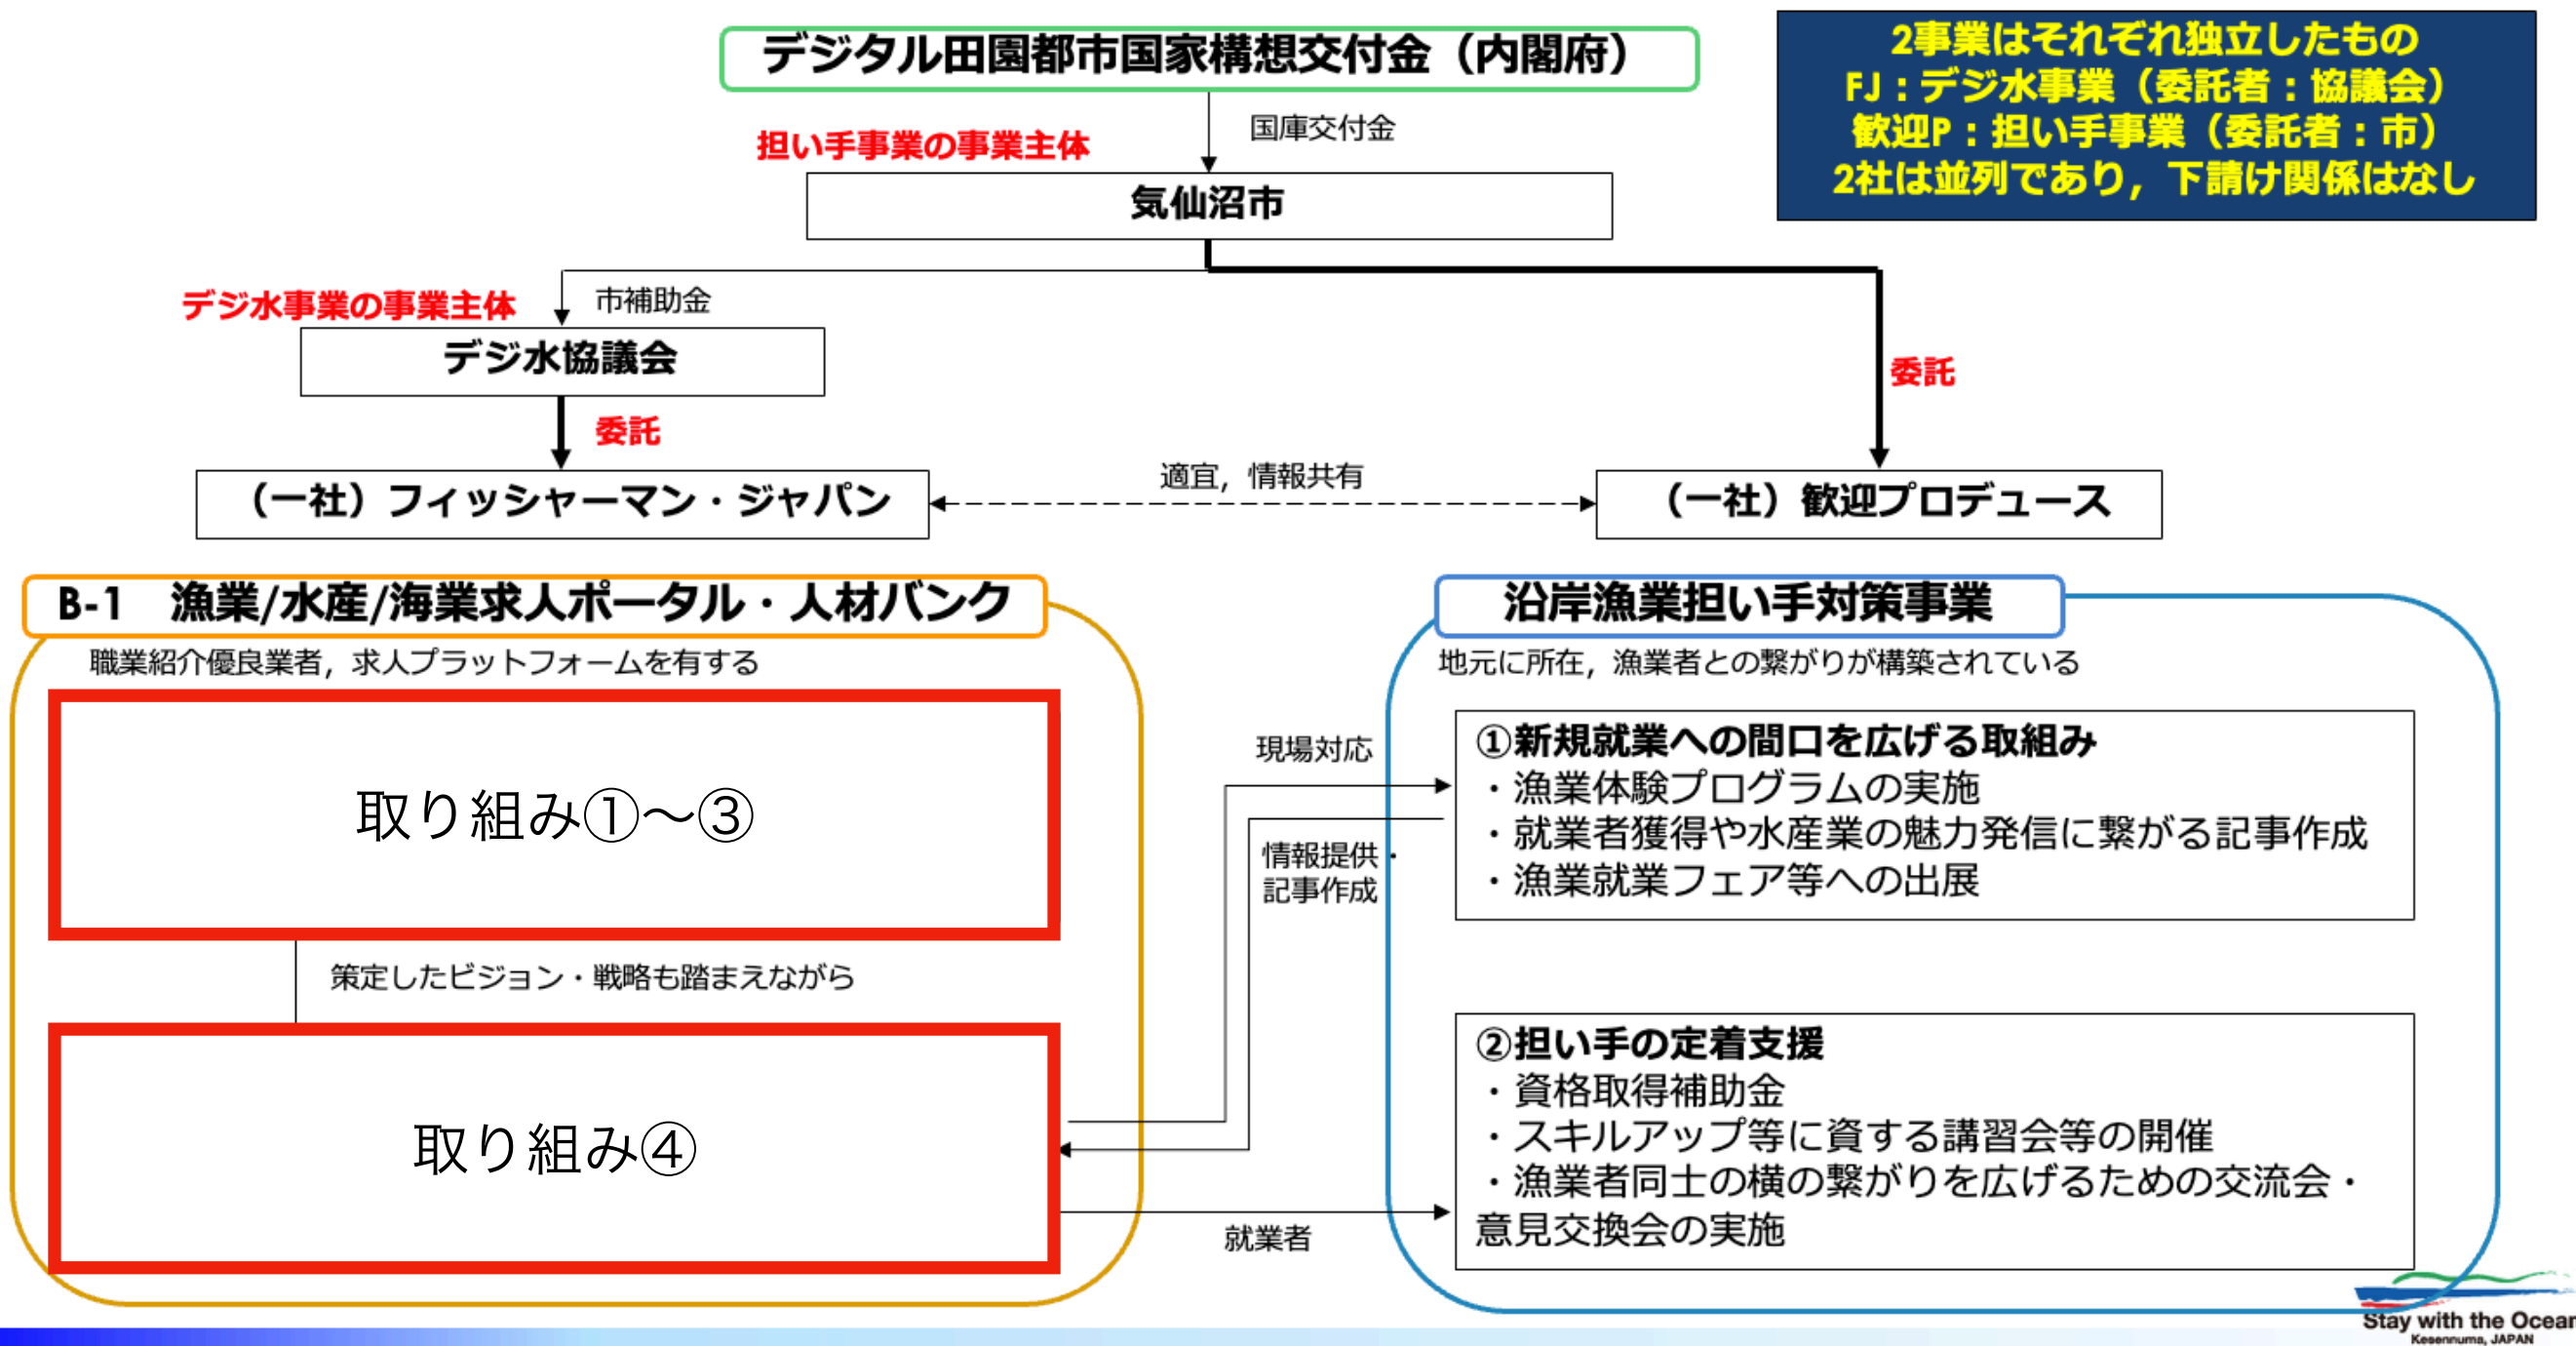 デジタル田園都市国家構想交付金（内閣府）
2事業はそれぞれ独立したもの
FJ：デジ水事業（委託者：協議会）
歓迎P：担い手事業（委託者：市）
2社は並列であり，下請け関係はなし
国庫交付金
担い手事業の事業主体
気仙沼市
デジ水事業の事業主体
市補助金
デジ水協議会
委託
委託
（一社）フィッシャーマン・ジャパン
適宜，情報共有
（一社）歓迎プロデュース
B-1　漁業/水産/海業求人ポータル・人材バンク
職業紹介優良業者，求人プラットフォームを有する
取り組み①～③
策定したビジョン・戦略も踏まえながら
取り組み④
現場対応
情報提供・
記事作成
就業者
沿岸漁業担い手対策事業
地元に所在，漁業者との繋がりが構築されている
①新規就業への間口を広げる取組み
・漁業体験プログラムの実施
・就業者獲得や水産業の魅力発信に繋がる記事作成
・漁業就業フェア等への出展
②担い手の定着支援
・資格取得補助金
・スキルアップ等に資する講習会等の開催
・漁業者同士の横の繋がりを広げるための交流会・
意見交換会の実施
Stay with the Ocean
Kesennuma, JAPAN